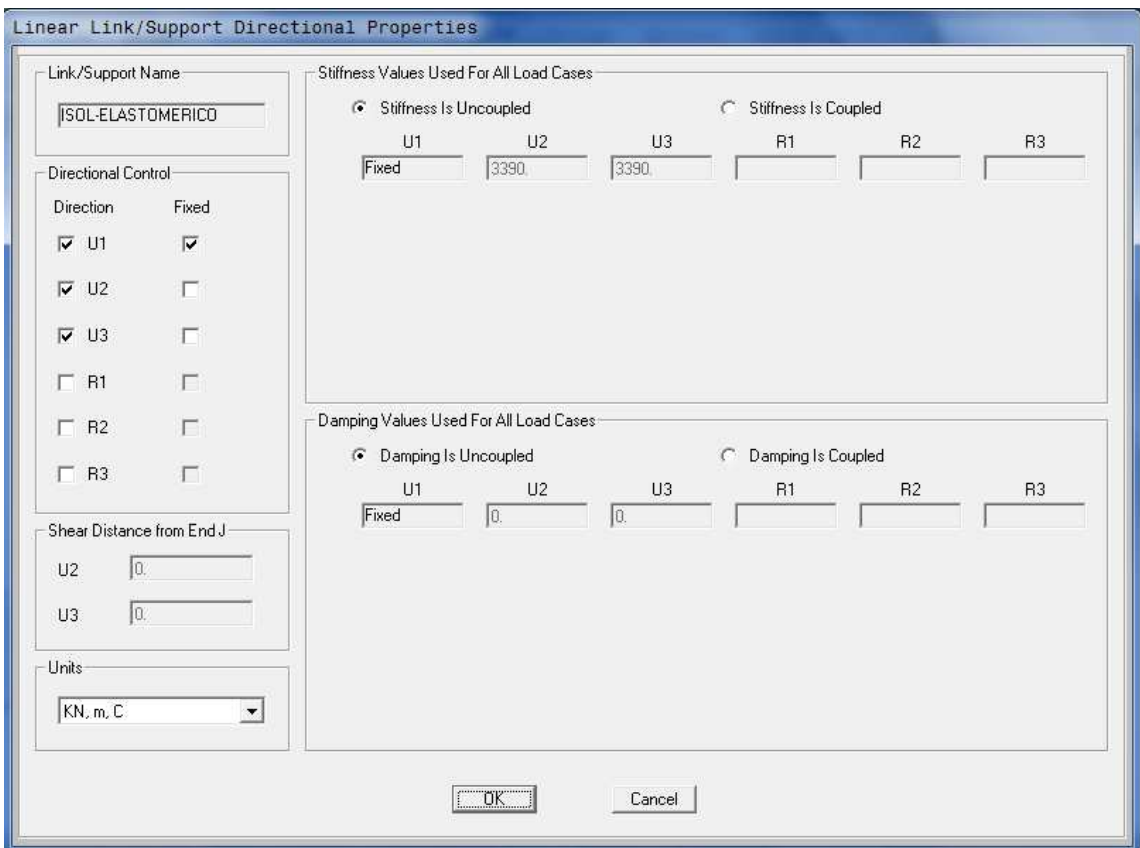 Linear Link/Support Directional Properties
Link/Support Name
ISOL-ELASTOMERICO
Directional Control
Direction Fixed
U1
U2
U3
R1
R2
R3
Shear Distance from End J
U2 0.
U3 0.
Units
KN, m, C
Stiffness Values Used For All Load Cases
Stiffness Is Uncoupled Stiffness Is Coupled
U1 U2 U3 R1 R2 R3
Fixed 3390. 3390.
Damping Values Used For All Load Cases
Damping Is Uncoupled Damping Is Coupled
U1 U2 U3 R1 R2 R3
Fixed 0. 0.
OK Cancel